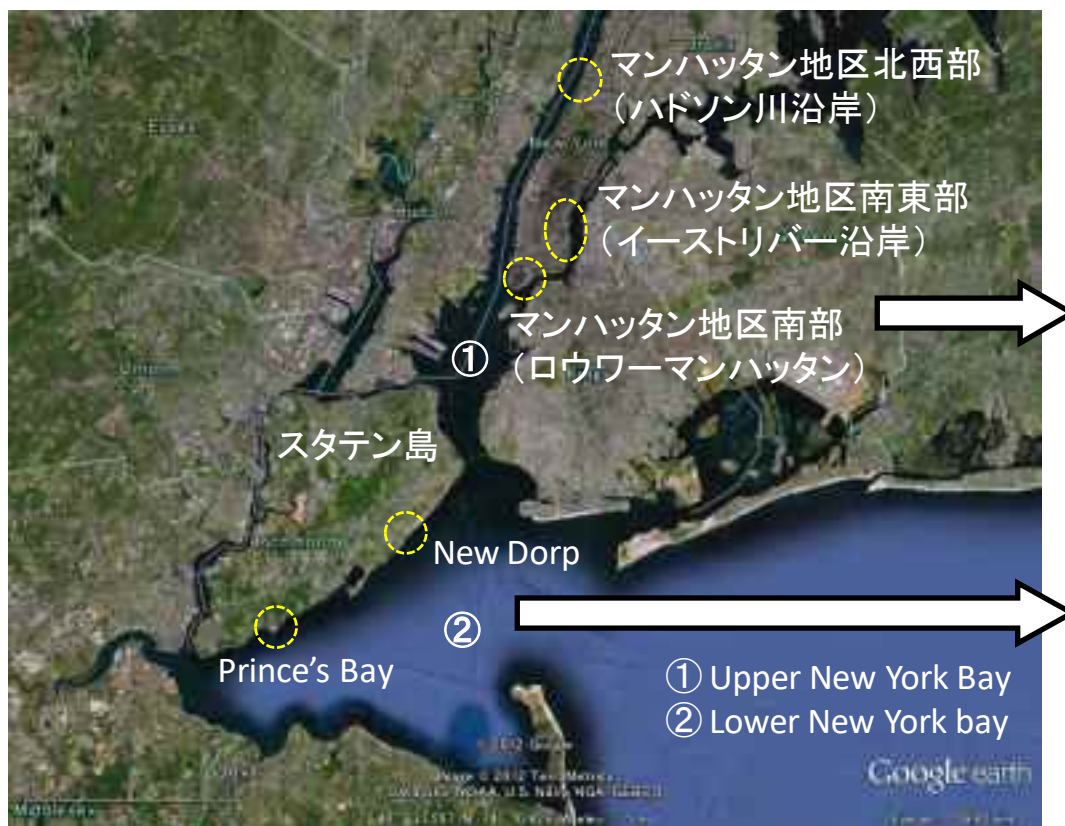 マンハッタン地区北西部
（ハドソン川沿岸）
マンハッタン地区南東部
（イーストリバー沿岸）
マンハッタン地区南部
（ロウワーマンハッタン）
①
スタテン島
New Dorp
②
Prince's Bay
① Upper New York Bay
② Lower New York bay
Google earth